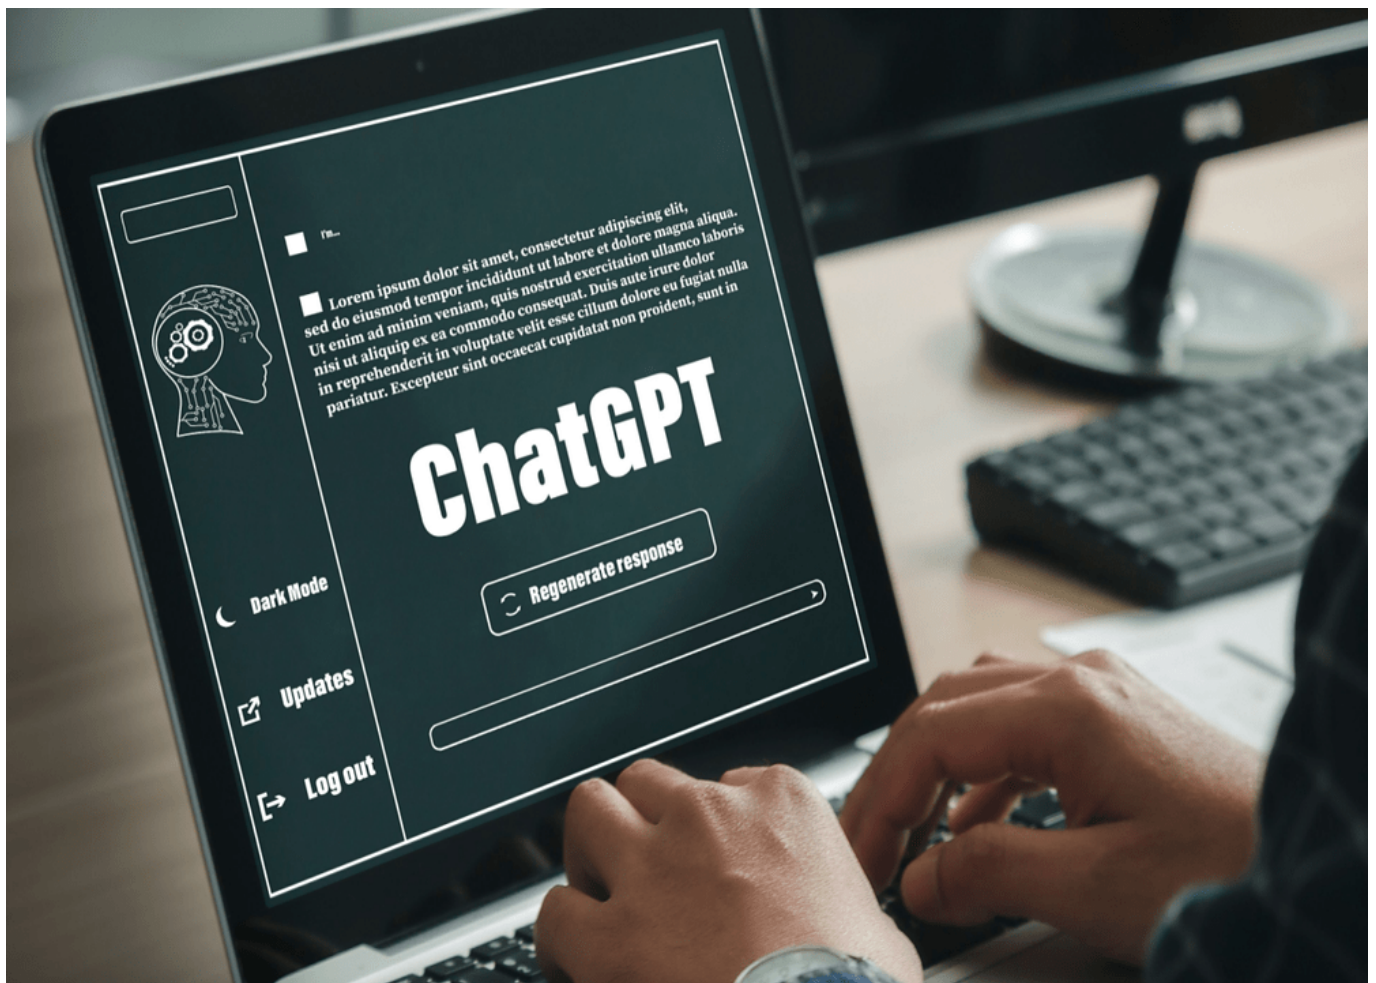 I'm...
Lorem ipsum dolor sit amet, consectetur adipiscing elit,
sed do eiusmod tempor incididunt ut labore et dolore magna aliqua.
Ut enim ad minim veniam, quis nostrud exercitation ullamco laboris
nisi ut aliquip ex ea commodo consequat. Duis aute irure dolor
in reprehenderit in voluptate velit esse cillum dolore eu fugiat nulla
pariatur. Excepteur sint occaecat cupidatat non proident, sunt in
ChatGPT
Regenerate response
Dark Mode
Updates
Log out